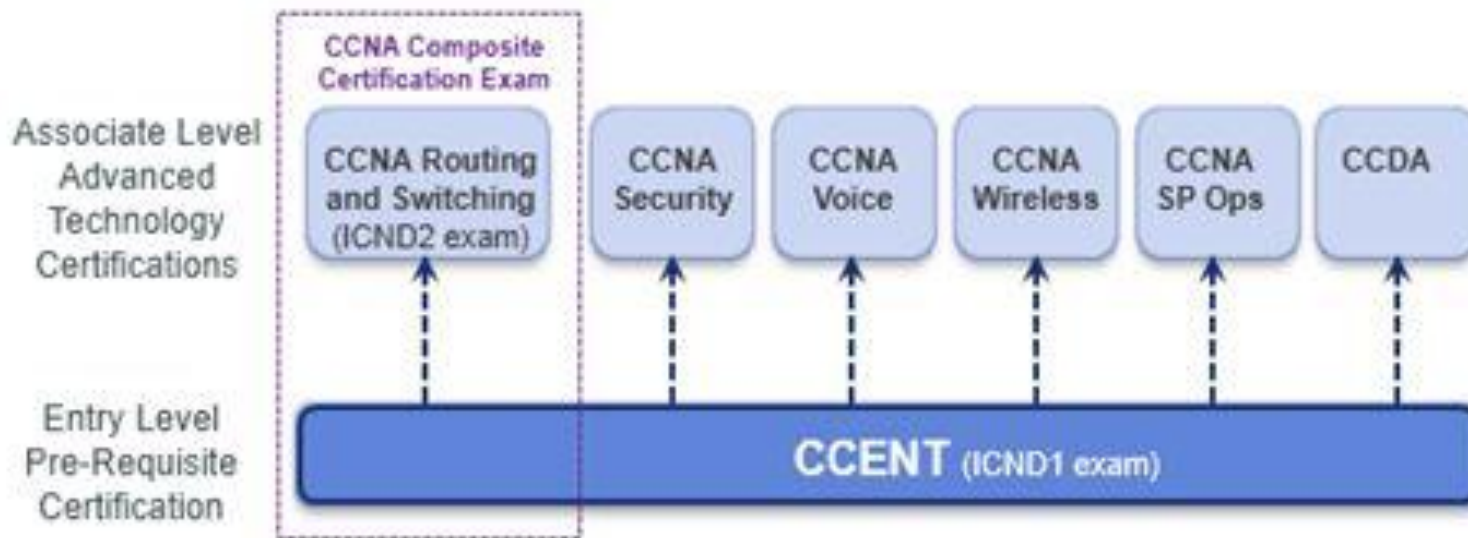 CCNA Composite
Certification Exam
Associate Level
Advanced
Technology
Certifications
CCNA Routing
and Switching
(ICND2 exam)
CCNA
Security
CCNA
Voice
CCNA
Wireless
CCNA
SP Ops
CCDA
Entry Level
Pre-Requisite
Certification
CCENT (ICND1 exam)